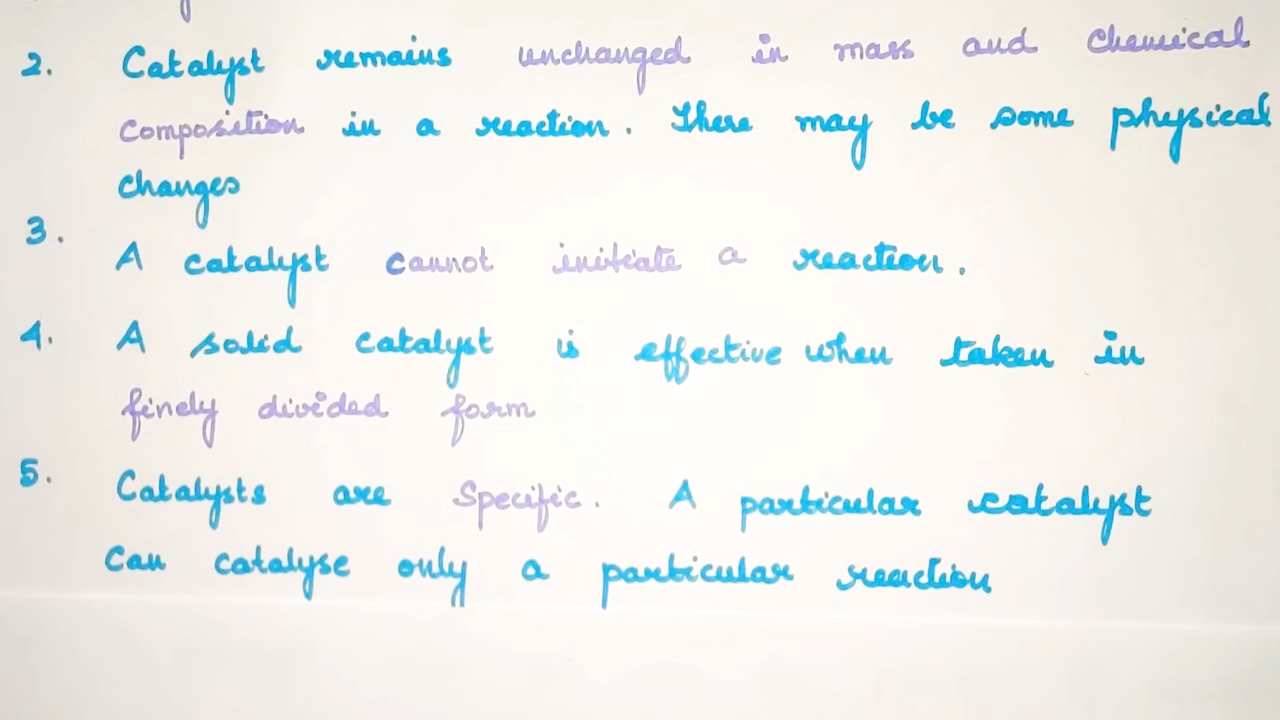 2. Catalyst remains unchanged in mass and chemical
composition in a reaction. There may be some physical
changes
3. A catalyst cannot initiate a reaction.
4. A solid catalyst is effective when taken in
finely divided form
5. Catalysts are Specific. A particular catalyst
Can catalyse only a particular reaction